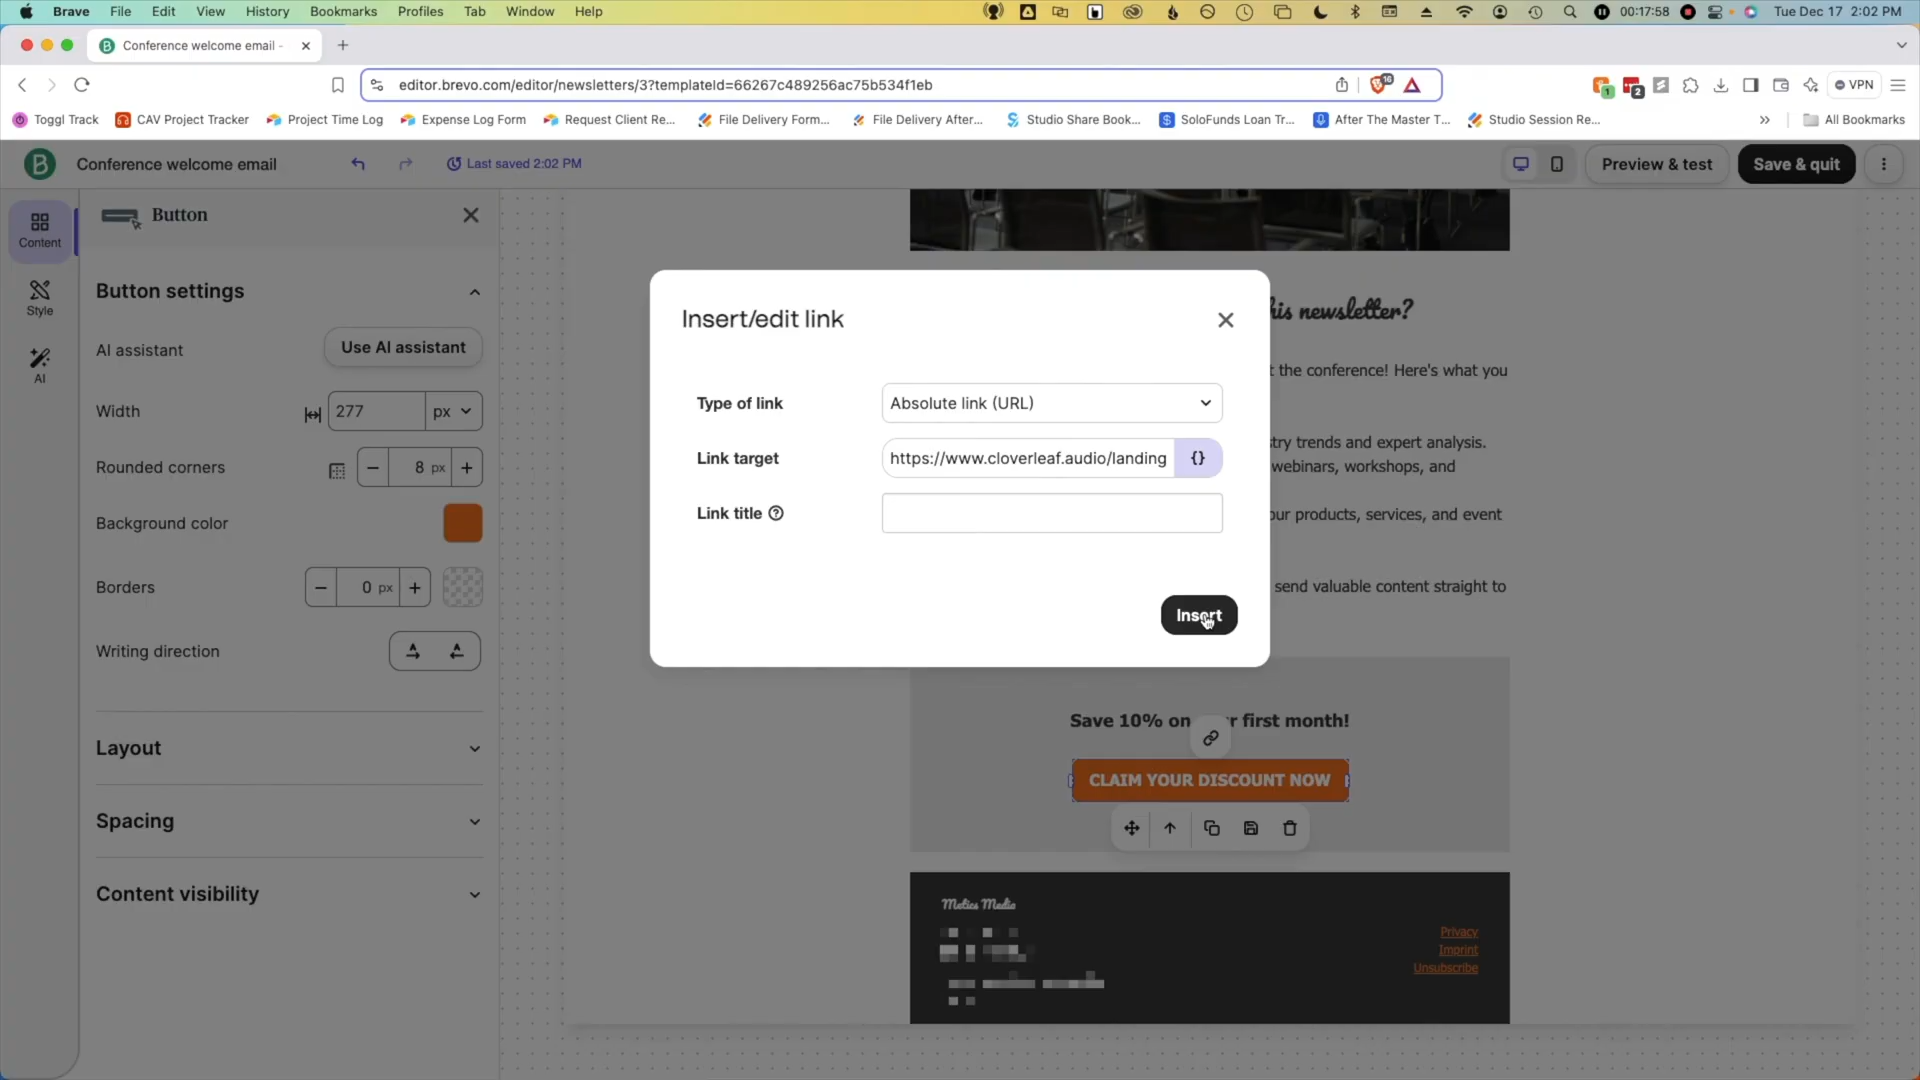 Brave File Edit View History Bookmarks Profiles Tab Window Help 00:17:58 Tue Dec 17 2:02 PM
Conference welcome email -
editor.brevo.com/editor/newsletters/3?templateId=66267c489256ac75b534f1eb
16
1
2
VPN
Toggl Track CAV Project Tracker Project Time Log Expense Log Form Request Client Re... File Delivery Form... File Delivery After... Studio Share Book... SoloFunds Loan Tr... After The Master T... Studio Session Re... All Bookmarks
Conference welcome email Last saved 2:02 PM Preview & test Save & quit
Content
Style
AI
Button
Button settings
AI assistant Use AI assistant
Width 277 px
Rounded corners 8 px
Background color
Borders 0 px
Writing direction
Layout
Spacing
Content visibility
Insert/edit link
Type of link Absolute link (URL)
Link target https://www.cloverleaf.audio/landing {}
Link title
Insert
his newsletter?
t the conference! Here's what you
stry trends and expert analysis.
webinars, workshops, and
our products, services, and event
send valuable content straight to
Save 10% on r first month!
CLAIM YOUR DISCOUNT NOW
Metics Media
Privacy
Imprint
Unsubscribe